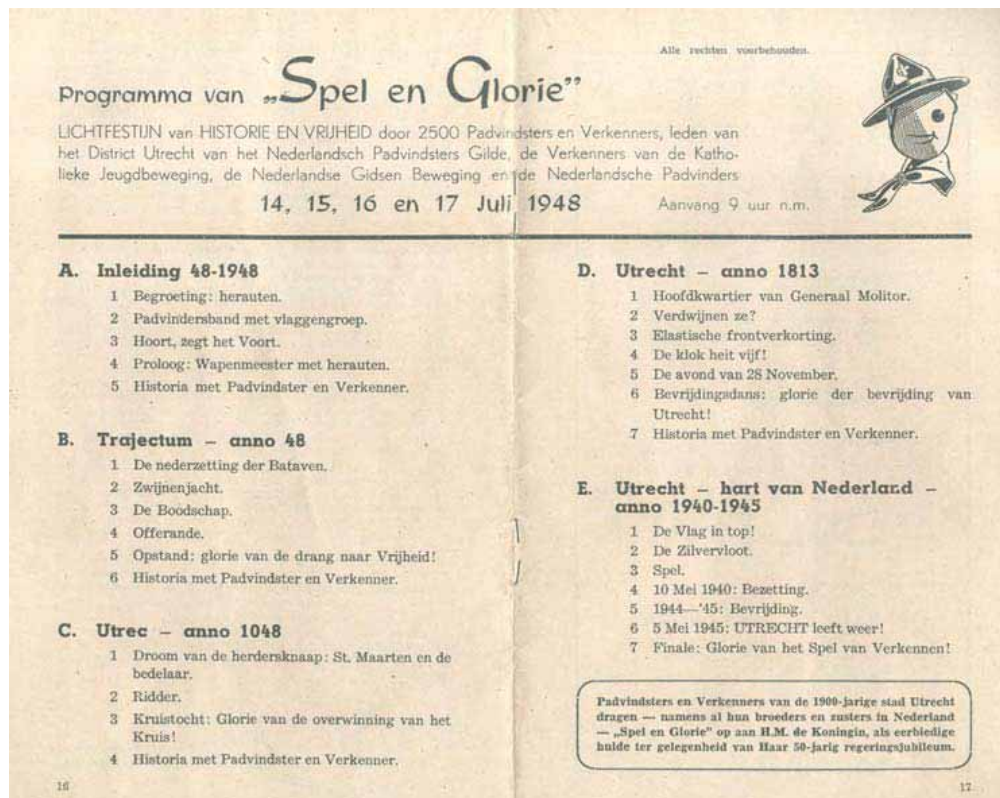 Alle rechten voorbehouden.
Programma van „Spel en Glorie”
LICHTFESTIJN van HISTORIE EN VRIJHEID door 2500 Padvindsters en Verkenners, leden van
het District Utrecht van het Nederlandsch Padvindsters Gilde, de Verkenners van de Katho-
lieke Jeugdbeweging, de Nederlandse Gidsen Beweging en de Nederlandsche Padvinders
14, 15, 16 en 17 Juli 1948 Aanvang 9 uur n.m.
A. Inleiding 48-1948
1 Begroeting: herauten.
2 Padvindersband met vlaggengroep.
3 Hoort, zegt het Voort.
4 Proloog: Wapenmeester met herauten.
5 Historia met Padvindster en Verkenner.
B. Trajectum – anno 48
1 De nederzetting der Bataven.
2 Zwijnenjacht.
3 De Boodschap.
4 Offerande.
5 Opstand: glorie van de drang naar Vrijheid!
6 Historia met Padvindster en Verkenner.
C. Utrec – anno 1048
1 Droom van de herdersknaap: St. Maarten en de
bedelaar.
2 Ridder.
3 Kruistocht: Glorie van de overwinning van het
Kruis!
4 Historia met Padvindster en Verkenner.
16
D. Utrecht – anno 1813
1 Hoofdkwartier van Generaal Molitor.
2 Verdwijnen ze?
3 Elastische frontverkorting.
4 De klok heit vijf!
5 De avond van 28 November.
6 Bevrijdingsdans: glorie der bevrijding van
Utrecht!
7 Historia met Padvindster en Verkenner.
E. Utrecht – hart van Nederland –
anno 1940-1945
1 De Vlag in top!
2 De Zilvervloot.
3 Spel.
4 10 Mei 1940: Bezetting.
5 1944—'45: Bevrijding.
6 5 Mei 1945: UTRECHT leeft weer!
7 Finale: Glorie van het Spel van Verkennen!
Padvindsters en Verkenners van de 1900-jarige stad Utrecht
dragen — namens al hun broeders en zusters in Nederland
— „Spel en Glorie” op aan H.M. de Koningin, als eerbiedige
hulde ter gelegenheid van Haar 50-jarig regeringsjubileum.
17